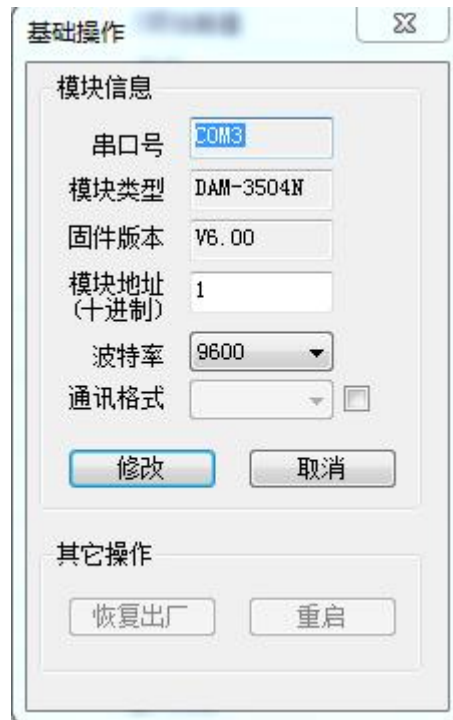 基础操作
模块信息
串口号 COM3
模块类型 DAM-3504N
固件版本 V6.00
模块地址 1
(十进制)
波特率 9600
通讯格式
修改 取消
其它操作
恢复出厂 重启